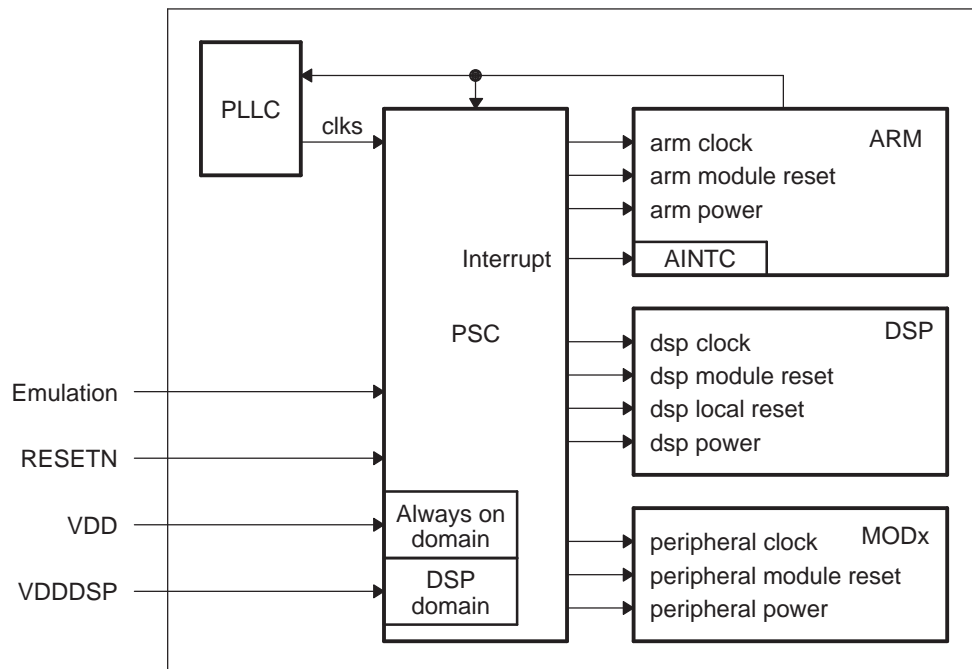 PLLC
clks
arm clock
ARM
arm module reset
arm power
Interrupt
AINTC
PSC
dsp clock
DSP
dsp module reset
dsp local reset
dsp power
Emulation
RESETN
VDD
Always on
domain
VDDDSP
DSP
domain
peripheral clock
MODx
peripheral module reset
peripheral power